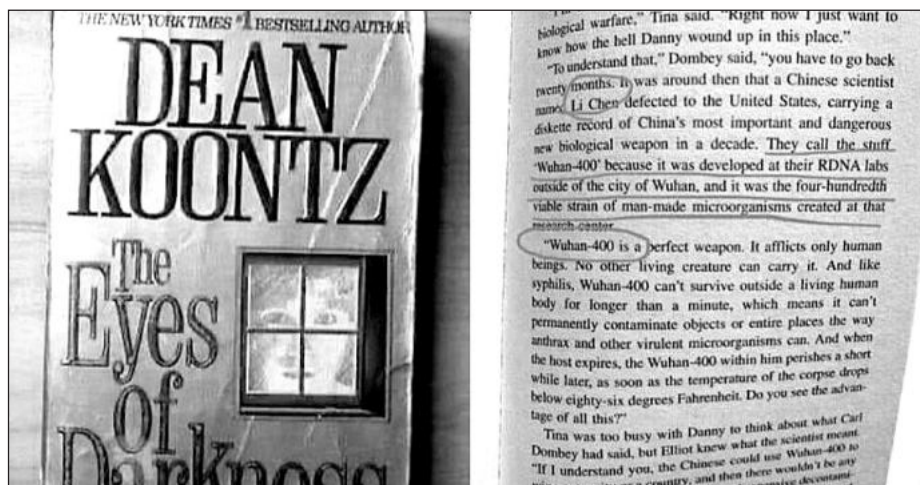 THE NEW YORK TIMES #1 BESTSELLING AUTHOR
DEAN
KOONTZ
The
Eyes
of
Darkness
biological warfare," Tina said. "Right now I just want to
know how the hell Danny wound up in this place."
"To understand that," Dombey said, "you have to go back
twenty months. It was around then that a Chinese scientist
named Li Chen defected to the United States, carrying a
diskette record of China's most important and dangerous
new biological weapon in a decade. They call the stuff
'Wuhan-400' because it was developed at their RDNA labs
outside of the city of Wuhan, and it was the four-hundredth
viable strain of man-made microorganisms created at that
research center.
"Wuhan-400 is a perfect weapon. It afflicts only human
beings. No other living creature can carry it. And like
syphilis, Wuhan-400 can't survive outside a living human
body for longer than a minute, which means it can't
permanently contaminate objects or entire places the way
anthrax and other virulent microorganisms can. And when
the host expires, the Wuhan-400 within him perishes a short
while later, as soon as the temperature of the corpse drops
below eighty-six degrees Fahrenheit. Do you see the advan-
tage of all this?"
Tina was too busy with Danny to think about what Carl
Dombey had said, but Elliot knew what the scientist meant.
"If I understand you, the Chinese could use Wuhan-400 to
country, and then there wouldn't be any